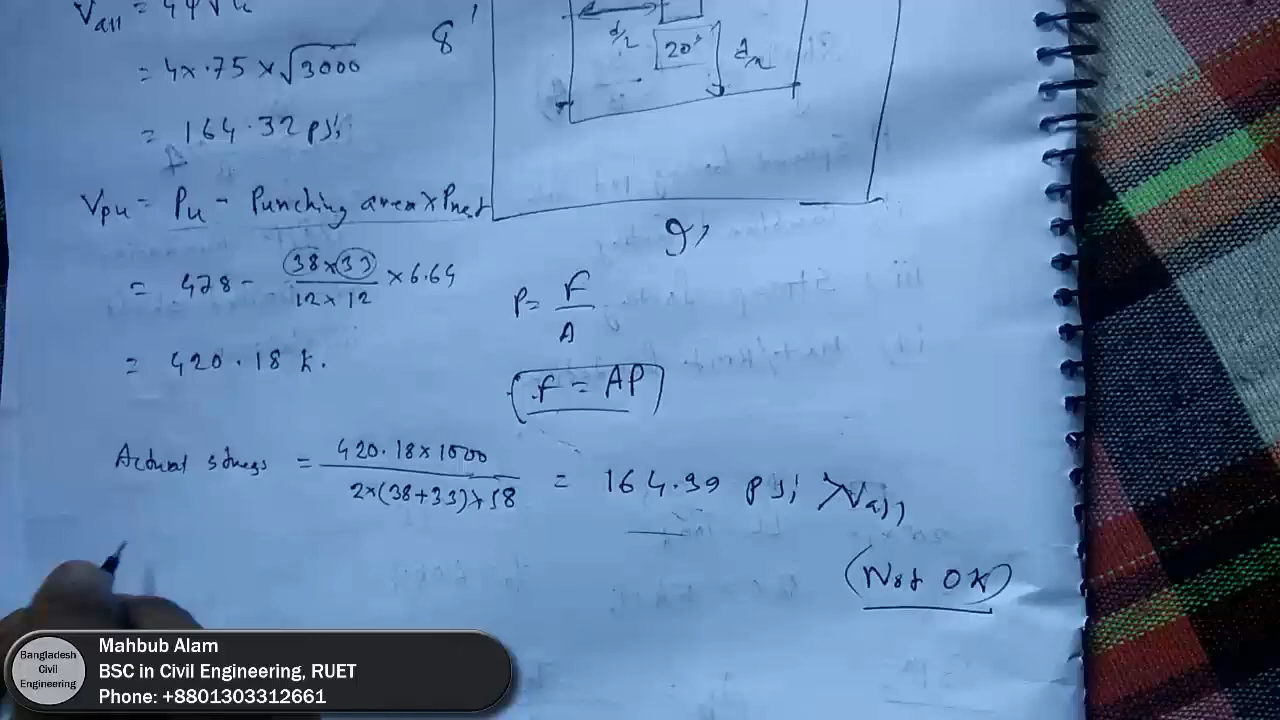 Vall = 4φ√
= 4×.75×√3000
= 164.32 psi
8'
d/2
20"
d/2
Vpu = Pu - Punching area × Pnet
9'
= 428 - 38×33 / 12×12 × 6.64
= 420.18 k.
P = F / A
F = AP
Actual stress = 420.18×1000 / 2×(38+33)×18 = 164.39 psi > Vall
(Not OK)
Bangladesh
Civil
Engineering
Mahbub Alam
BSC in Civil Engineering, RUET
Phone: +8801303312661